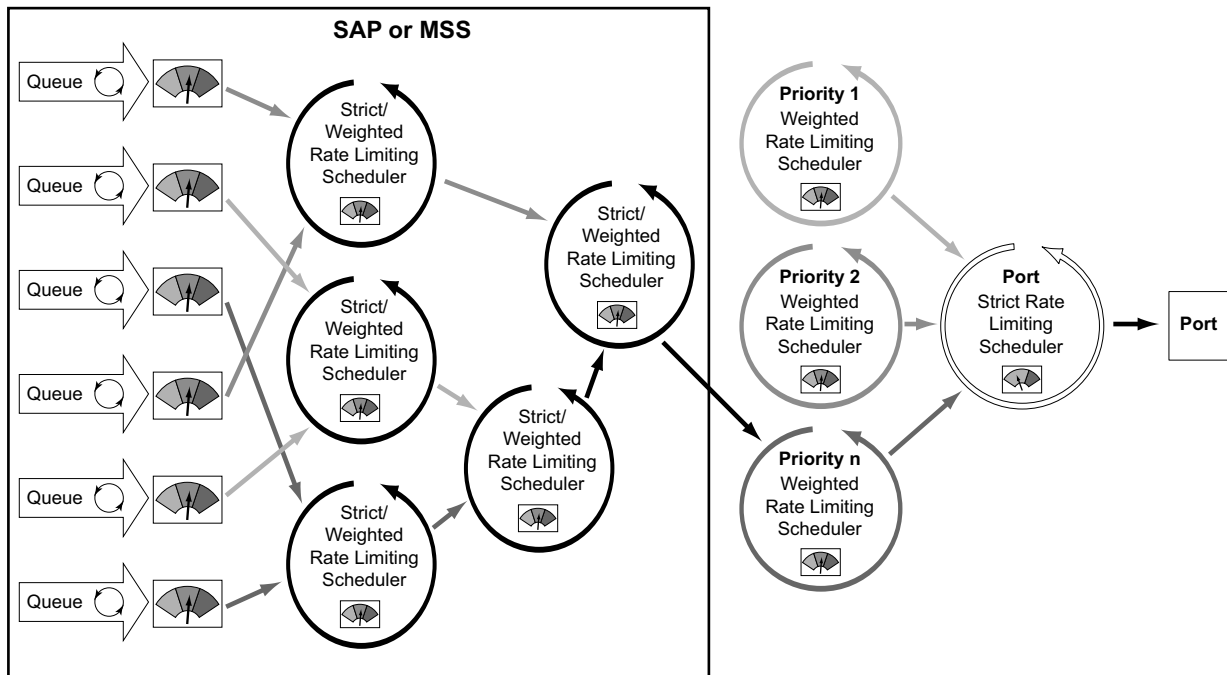 SAP or MSS
Queue
Queue
Queue
Queue
Queue
Queue
Strict/
Weighted
Rate Limiting
Scheduler
Strict/
Weighted
Rate Limiting
Scheduler
Strict/
Weighted
Rate Limiting
Scheduler
Strict/
Weighted
Rate Limiting
Scheduler
Strict/
Weighted
Rate Limiting
Scheduler
Priority 1
Weighted
Rate Limiting
Scheduler
Priority 2
Weighted
Rate Limiting
Scheduler
Priority n
Weighted
Rate Limiting
Scheduler
Port
Strict Rate
Limiting
Scheduler
Port